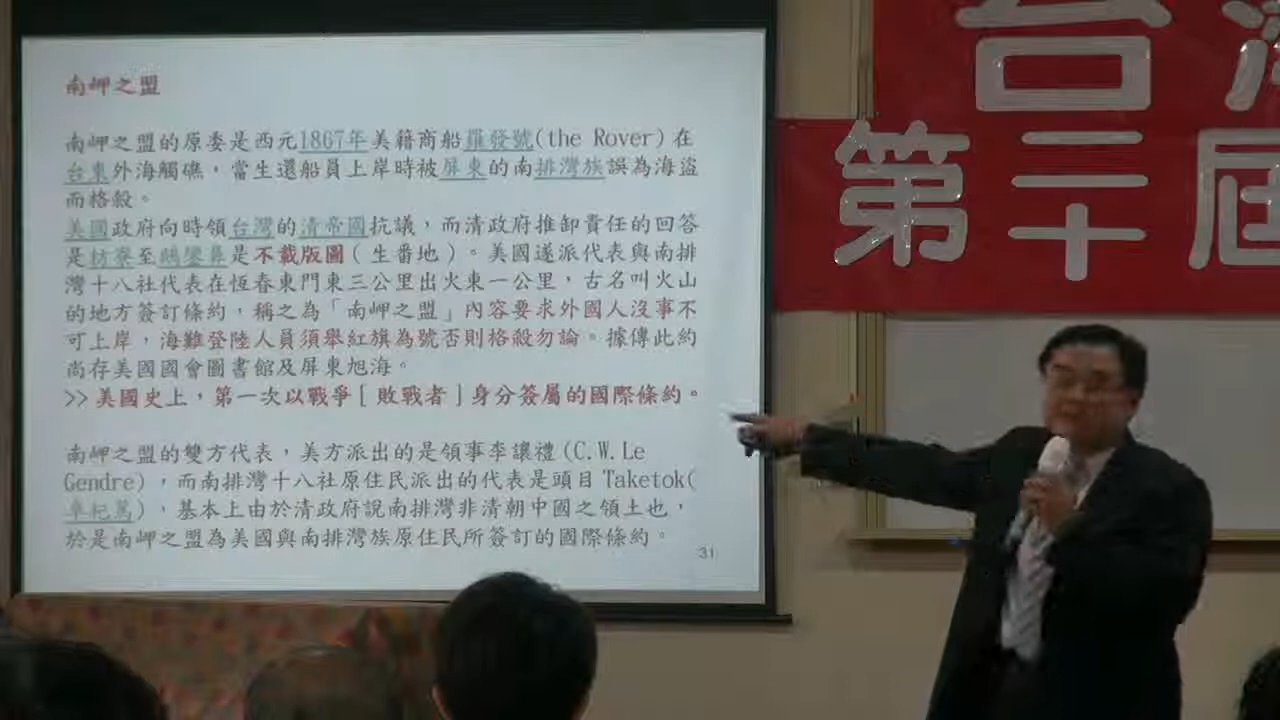 南岬之盟
南岬之盟的原委是西元1867年美籍商船羅發號(the Rover)在
台東外海觸礁，當生還船員上岸時被屏東的南排灣族誤為海盜
而格殺。
美國政府向時領台灣的清帝國抗議，而清政府推卸責任的回答
是枋寮至鵝鑾鼻是不載版圖(生番地)。美國遂派代表與南排
灣十八社代表在恆春東門東三公里出火東一公里，古名叫火山
的地方簽訂條約，稱之為「南岬之盟」內容要求外國人沒事不
可上岸，海難登陸人員須舉紅旗為號否則格殺勿論。據傳此約
尚存美國國會圖書館及屏東旭海。
>>美國史上，第一次以戰爭[敗戰者]身分簽屬的國際條約。
南岬之盟的雙方代表，美方派出的是領事李讓禮(C.W.Le
Gendre)，而南排灣十八社原住民派出的代表是頭目Taketok(
卓杞篤)，基本上由於清政府說南排灣非清朝中國之領土也，
於是南岬之盟為美國與南排灣族原住民所簽訂的國際條約。
31
台
第三十屆